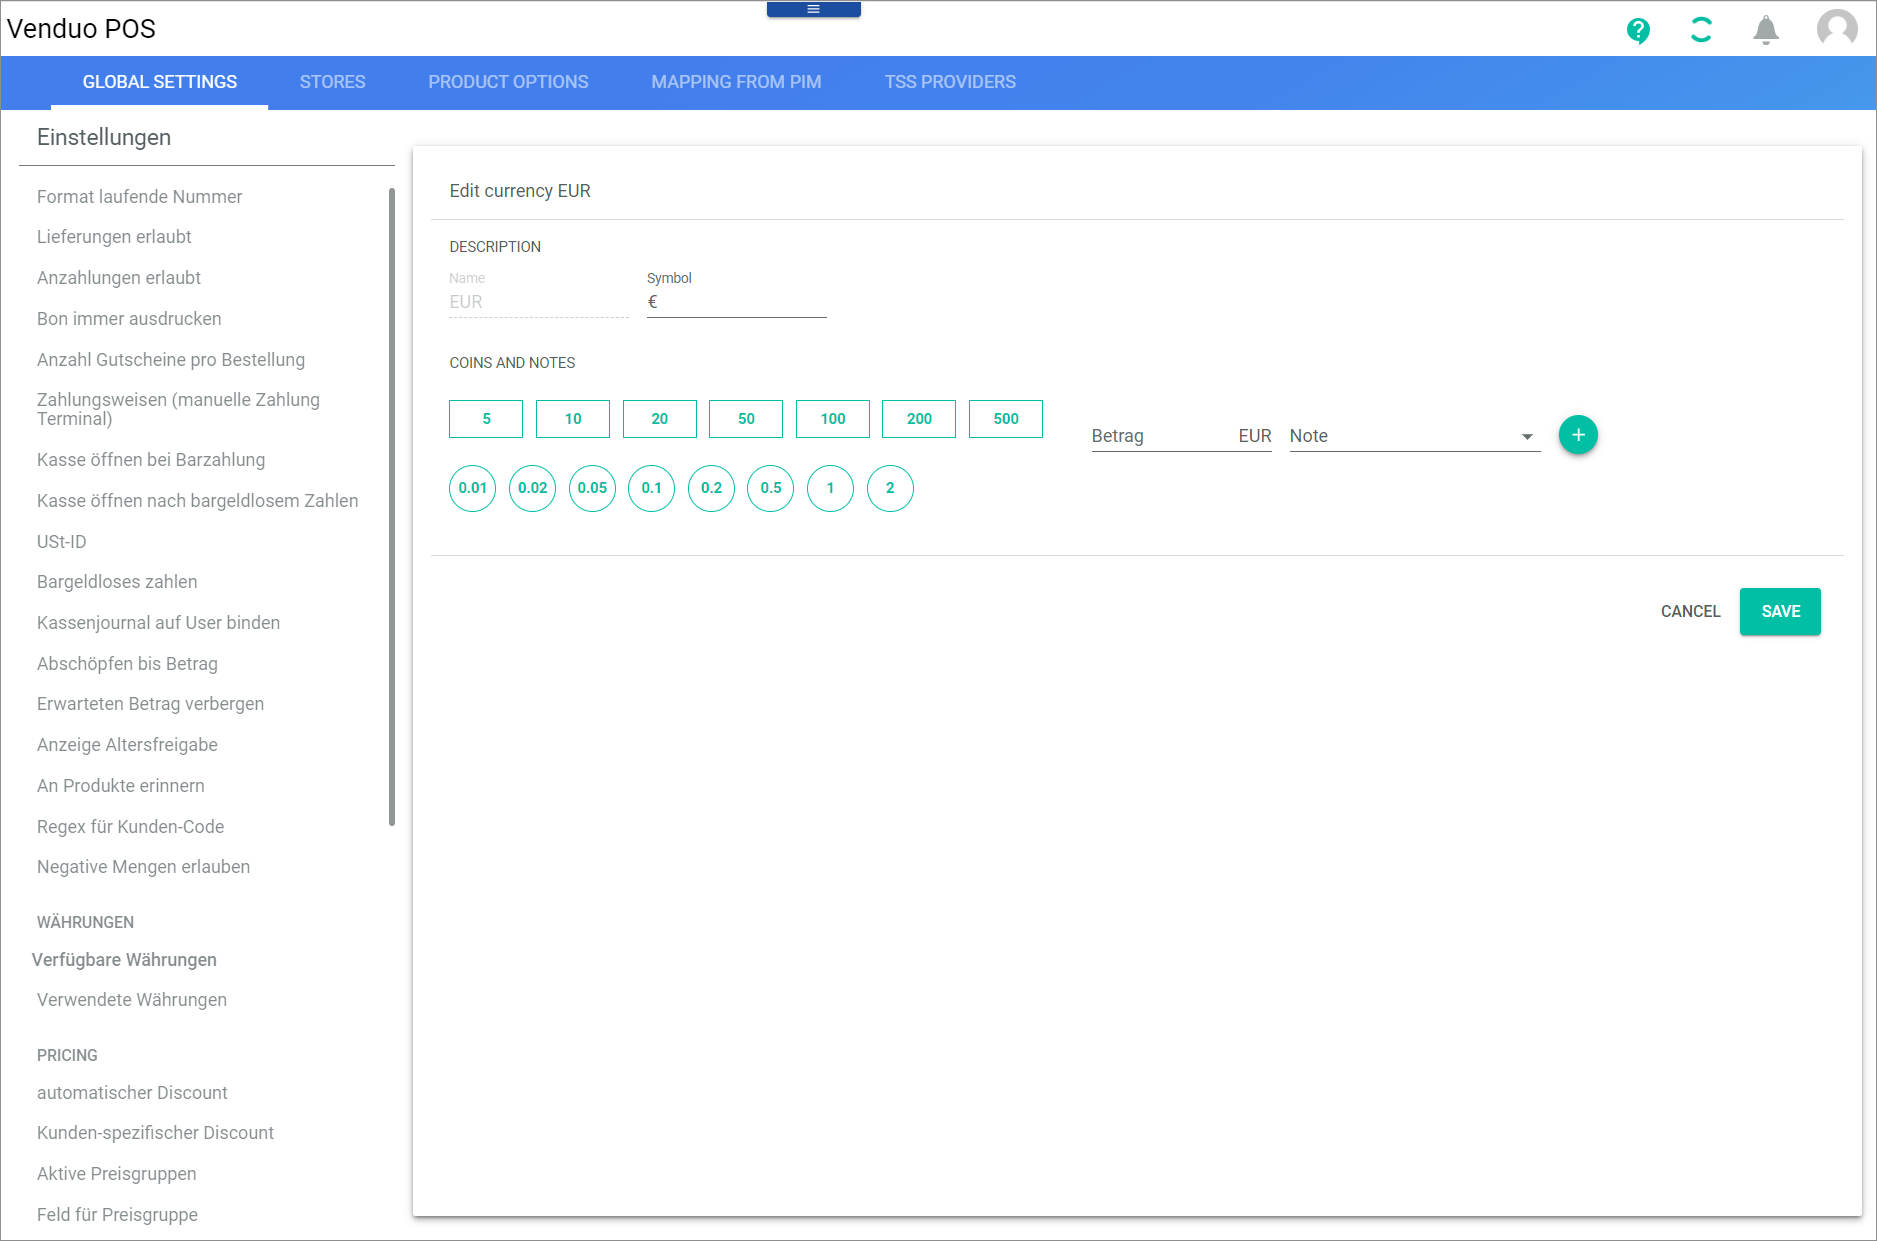 Venduo POS
GLOBAL SETTINGS
STORES
PRODUCT OPTIONS
MAPPING FROM PIM
TSS PROVIDERS
Einstellungen
Format laufende Nummer
Lieferungen erlaubt
Anzahlungen erlaubt
Bon immer ausdrucken
Anzahl Gutscheine pro Bestellung
Zahlungsweisen (manuelle Zahlung
Terminal)
Kasse öffnen bei Barzahlung
Kasse öffnen nach bargeldlosem Zahlen
USt-ID
Bargeldloses zahlen
Kassenjournal auf User binden
Abschöpfen bis Betrag
Erwarteten Betrag verbergen
Anzeige Altersfreigabe
An Produkte erinnern
Regex für Kunden-Code
Negative Mengen erlauben
WÄHRUNGEN
Verfügbare Währungen
Verwendete Währungen
PRICING
automatischer Discount
Kunden-spezifischer Discount
Aktive Preisgruppen
Feld für Preisgruppe
Edit currency EUR
DESCRIPTION
Name
EUR
Symbol
€
COINS AND NOTES
5
10
20
50
100
200
500
0.01
0.02
0.05
0.1
0.2
0.5
1
2
Betrag
EUR
Note
+
CANCEL
SAVE